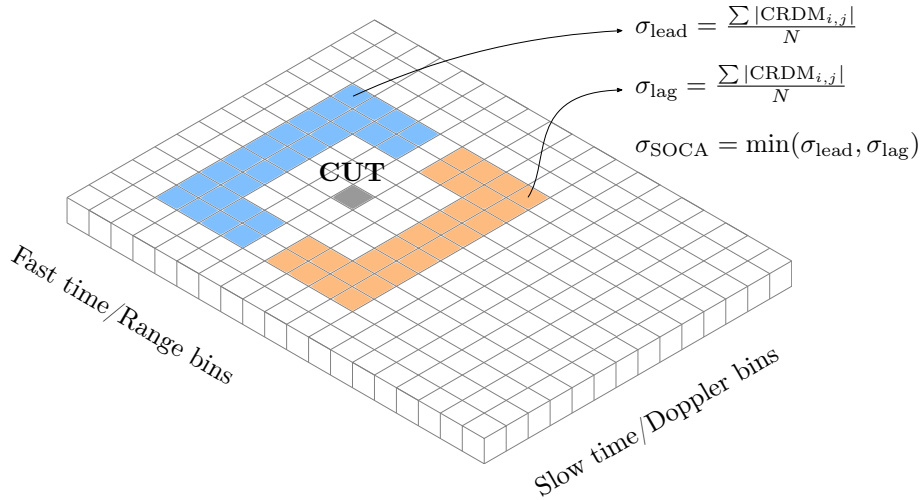 σ_lead = ∑ |CRDM_{i,j}| / N
σ_lag = ∑ |CRDM_{i,j}| / N
σ_SOCA = min(σ_lead, σ_lag)
CUT
Fast time/Range bins
Slow time/Doppler bins